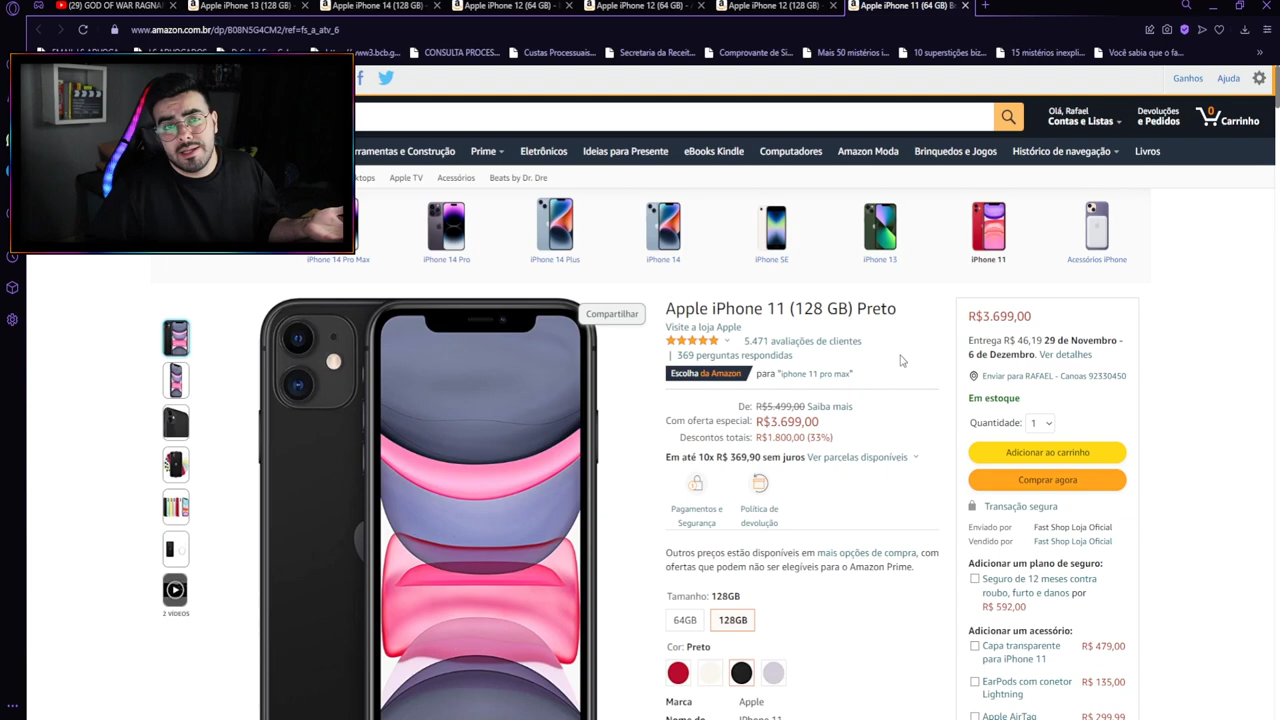 (29) GOD OF WAR RAGNA
Apple iPhone 13 (128 GB)
Apple iPhone 14 (128 GB)
Apple iPhone 12 (64 GB)
Apple iPhone 12 (64 GB)
Apple iPhone 12 (128 GB)
Apple iPhone 11 (64 GB) B
www.amazon.com.br/dp/B08N5G4CM2/ref=fs_a_atv_6
www3.bcb.g...
CONSULTA PROCES...
Custas Processuais...
Secretaria da Receit...
Comprovante de Si...
Mais 50 mistérios i...
10 superstições biz...
15 mistérios inexpli...
Você sabia que o fa...
Ganhos
Ajuda
Olá, Rafael
Contas e Listas
Devoluções
e Pedidos
0
Carrinho
rramentas e Construção
Prime
Eletrônicos
Ideias para Presente
eBooks Kindle
Computadores
Amazon Moda
Brinquedos e Jogos
Histórico de navegação
Livros
ktops
Apple TV
Acessórios
Beats by Dr. Dre
iPhone 14 Pro Max
iPhone 14 Pro
iPhone 14 Plus
iPhone 14
iPhone SE
iPhone 13
iPhone 11
Acessórios iPhone
Compartilhar
2 VÍDEOS
Apple iPhone 11 (128 GB) Preto
Visite a loja Apple
5.471 avaliações de clientes
| 369 perguntas respondidas
Escolha da Amazon para "iphone 11 pro max"
De: R$5.499,00 Saiba mais
Com oferta especial: R$3.699,00
Descontos totais: R$1.800,00 (33%)
Em até 10x R$ 369,90 sem juros Ver parcelas disponíveis
Pagamentos e
Segurança
Política de
devolução
Outros preços estão disponíveis em mais opções de compra, com
ofertas que podem não ser elegíveis para o Amazon Prime.
Tamanho: 128GB
64GB
128GB
Cor: Preto
Marca Apple
Nome do iPhone 11
R$3.699,00
Entrega R$ 46,19 29 de Novembro -
6 de Dezembro. Ver detalhes
Enviar para RAFAEL - Canoas 92330450
Em estoque
Quantidade: 1
Adicionar ao carrinho
Comprar agora
Transação segura
Enviado por Fast Shop Loja Oficial
Vendido por Fast Shop Loja Oficial
Adicionar um plano de seguro:
Seguro de 12 meses contra
roubo, furto e danos por
R$ 592,00
Adicionar um acessório:
Capa transparente R$ 479,00
para iPhone 11
EarPods com conetor R$ 135,00
Lightning
Apple AirTag R$ 299,99